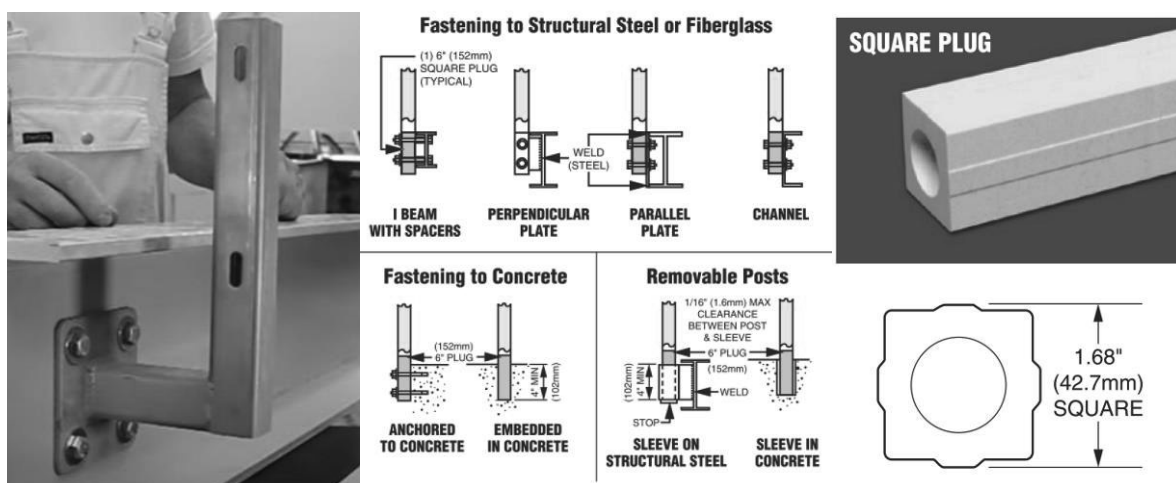 Fastening to Structural Steel or Fiberglass
(1) 6" (152mm)
SQUARE PLUG
(TYPICAL)
WELD
(STEEL)
I BEAM
WITH SPACERS
PERPENDICULAR
PLATE
PARALLEL
PLATE
CHANNEL
Fastening to Concrete
(152mm)
6" PLUG
4" MIN
(102mm)
ANCHORED
TO CONCRETE
EMBEDDED
IN CONCRETE
Removable Posts
1/16" (1.6mm) MAX
CLEARANCE
BETWEEN POST
& SLEEVE
6" PLUG
(152mm)
(102mm)
4" MIN
WELD
STOP
SLEEVE ON
STRUCTURAL STEEL
SLEEVE IN
CONCRETE
SQUARE PLUG
1.68"
(42.7mm)
SQUARE